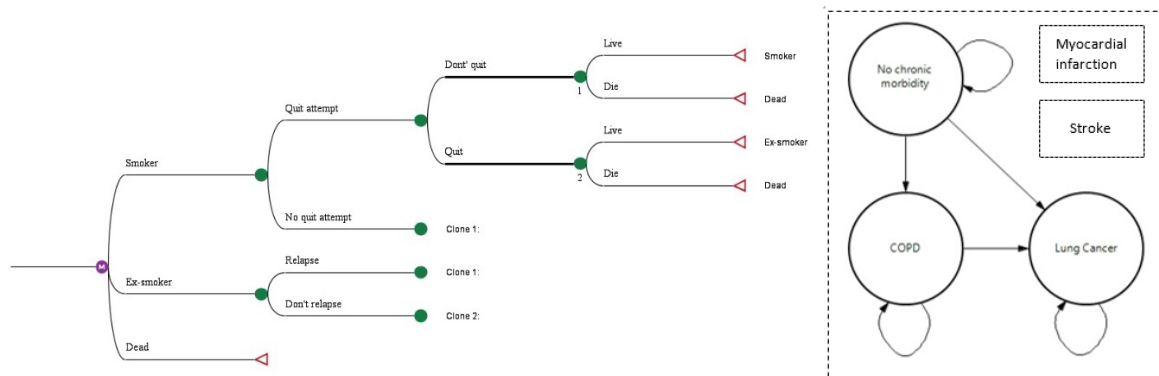 Live
Smoker
Dont' quit
1
Die
Dead
Quit attempt
Live
Ex-smoker
Quit
2
Die
Dead
Smoker
No quit attempt
Clone 1:
M
Relapse
Clone 1:
Ex-smoker
Don't relapse
Clone 2:
Dead
No chronic
morbidity
Myocardial
infarction
Stroke
COPD
Lung Cancer